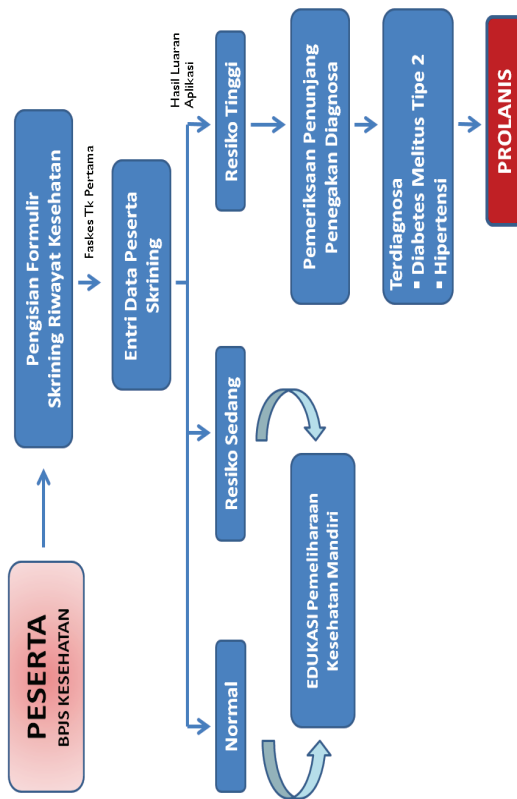 PESERTA
BPJS KESEHATAN
Pengisian Formulir
Skrining Riwayat Kesehatan
Faskes Tk Pertama
Entri Data Peserta
Skrining
Hasil Luaran
Aplikasi
Normal
Resiko Sedang
Resiko Tinggi
EDUKASI Pemeliharaan
Kesehatan Mandiri
Pemeriksaan Penunjang
Penegakan Diagnosa
Terdiagnosa
▪ Diabetes Melitus Tipe 2
▪ Hipertensi
PROLANIS